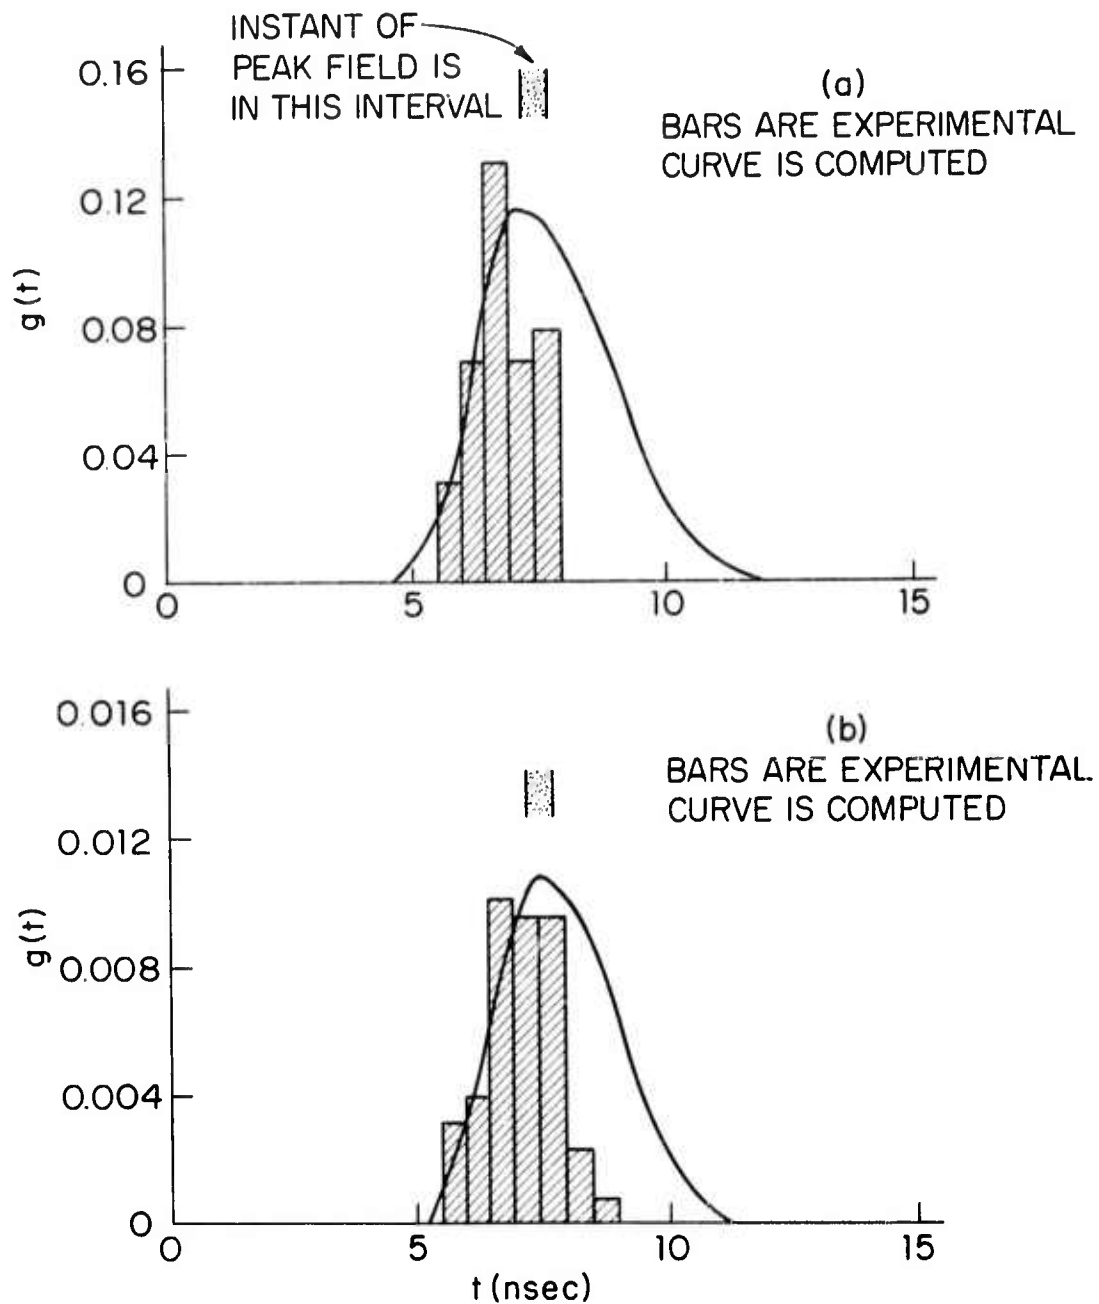 INSTANT OF
PEAK FIELD IS
IN THIS INTERVAL
(a)
BARS ARE EXPERIMENTAL
CURVE IS COMPUTED
0.16
0.12
0.08
0.04
0
g(t)
0 5 10 15
(b)
BARS ARE EXPERIMENTAL.
CURVE IS COMPUTED
0.016
0.012
0.008
0.004
0
g(t)
0 5 10 15
t(nsec)